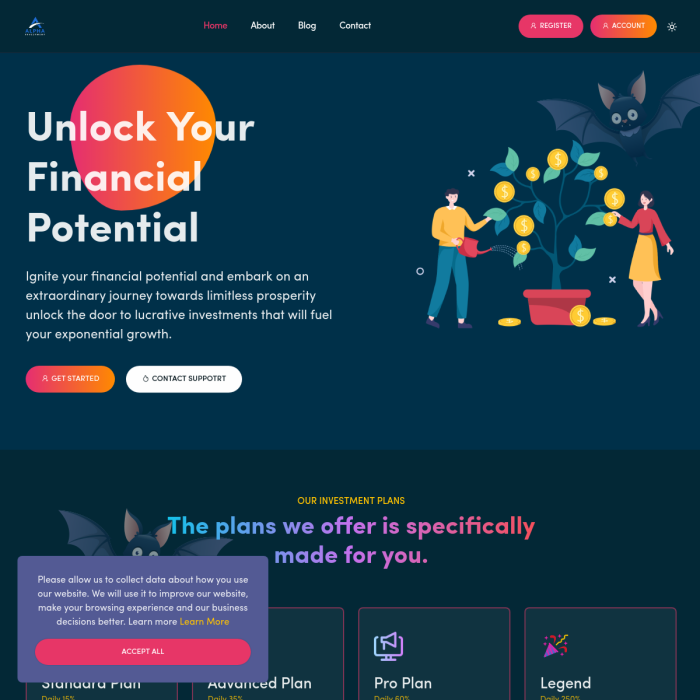 ALPHA
Home
About
Blog
Contact
REGISTER
ACCOUNT
Unlock Your
Financial
Potential
Ignite your financial potential and embark on an
extraordinary journey towards limitless prosperity
unlock the door to lucrative investments that will fuel
your exponential growth.
GET STARTED
CONTACT SUPPOTRT
OUR INVESTMENT PLANS
The plans we offer is specifically
made for you.
Please allow us to collect data about how you use
our website. We will use it to improve our website,
make your browsing experience and our business
decisions better. Learn more Learn More
ACCEPT ALL
Standard Plan
Daily 15%
Advanced Plan
Daily 35%
Pro Plan
Daily 60%
Legend
Daily 250%